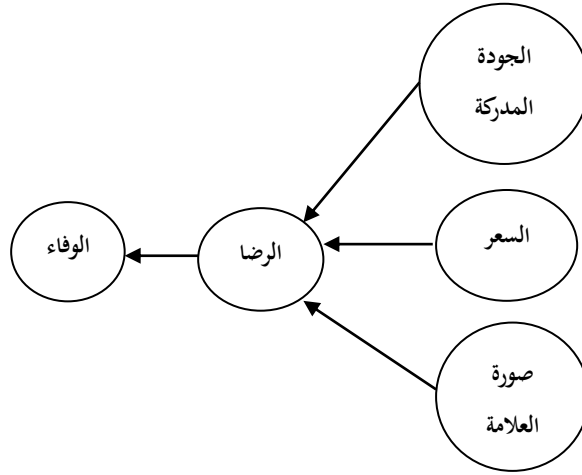 الجودة
المدركة
السعر
الرضا
الوفاء
صورة
العلامة